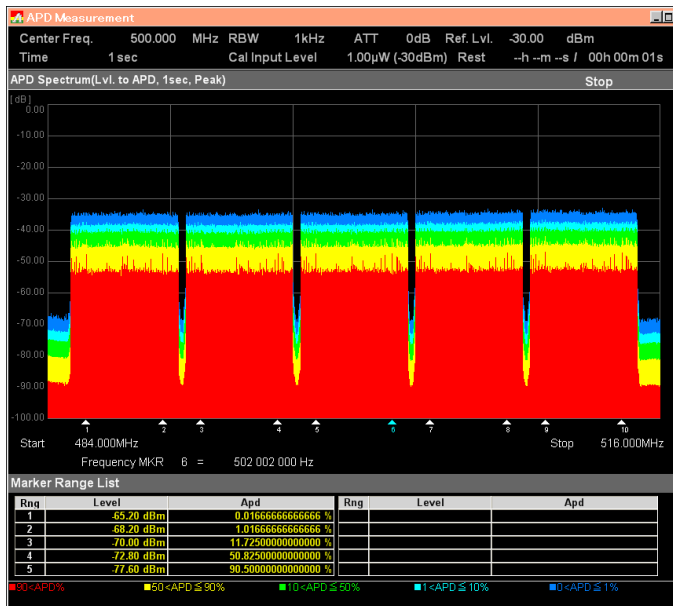 APD Measurement
Center Freq. 500.000 MHz RBW 1kHz ATT 0dB Ref. Lvl. -30.00 dBm
Time 1 sec Cal Input Level 1.00µW (-30dBm) Rest --h --m --s / 00h 00m 01s
APD Spectrum(Lvl. to APD, 1sec, Peak) Stop
[dB]
0.00
-10.00
-20.00
-30.00
-40.00
-50.00
-60.00
-70.00
-80.00
-90.00
-100.00
1 2 3 4 5 6 7 8 9 10
Start 484.000MHz Stop 516.000MHz
Frequency MKR 6 = 502 002 000 Hz
Marker Range List
Rng Level Apd Rng Level Apd
1 -65.20 dBm 0.01666666666666 %
2 -68.20 dBm 1.01666666666666 %
3 -70.00 dBm 11.72500000000000 %
4 -72.80 dBm 50.82500000000000 %
5 -77.60 dBm 90.50000000000000 %
90<APD% 50<APD≦90% 10<APD≦50% 1<APD≦10% 0<APD≦1%